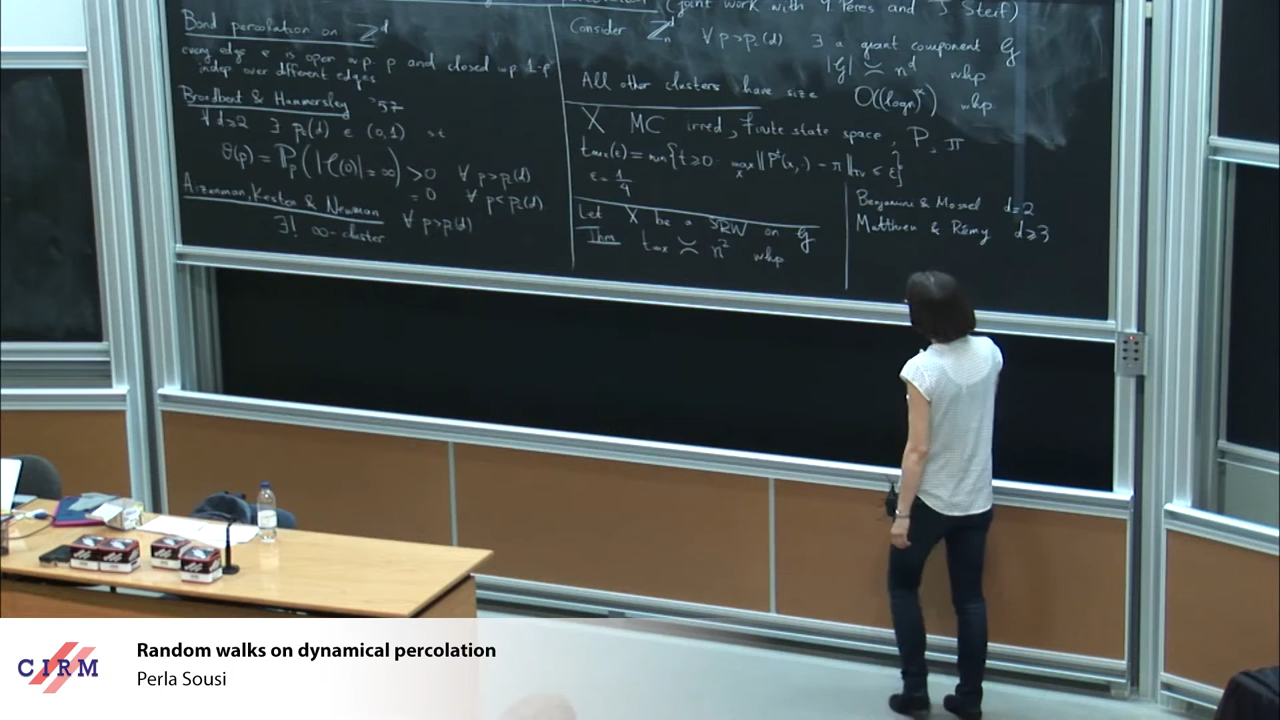 (joint work with Y Peres and J Steif)
Bond percolation on ℤ^d
every edge e is open w.p. p and closed w.p. 1-p
indep over different edges
Broadbent & Hammersley '57
∀ d≥2 ∃ p_c(d) ∈ (0,1) st
θ(p) = P_p(|C(0)|=∞) > 0 ∀ p>p_c(d)
= 0 ∀ p<p_c(d)
Aizenman, Kesten & Newman
∃! ∞-cluster ∀ p>p_c(d)
Consider ℤ_n^d ∀ p>p_c(d) ∃ a giant component G
|G| ≍ n^d whp
All other clusters have size O((log n)^κ) whp
X MC irred, finite state space, P, π
t_mix(ε) = min{t≥0: max_x ||P^t(x,·) - π||_TV ≤ ε}
ε = 1/4
Let X be a SRW on G
Thm t_mix ≍ n^2 whp
Benjamini & Mossel d=2
Matthieu & Remy d≥3
CIRM
Random walks on dynamical percolation
Perla Sousi